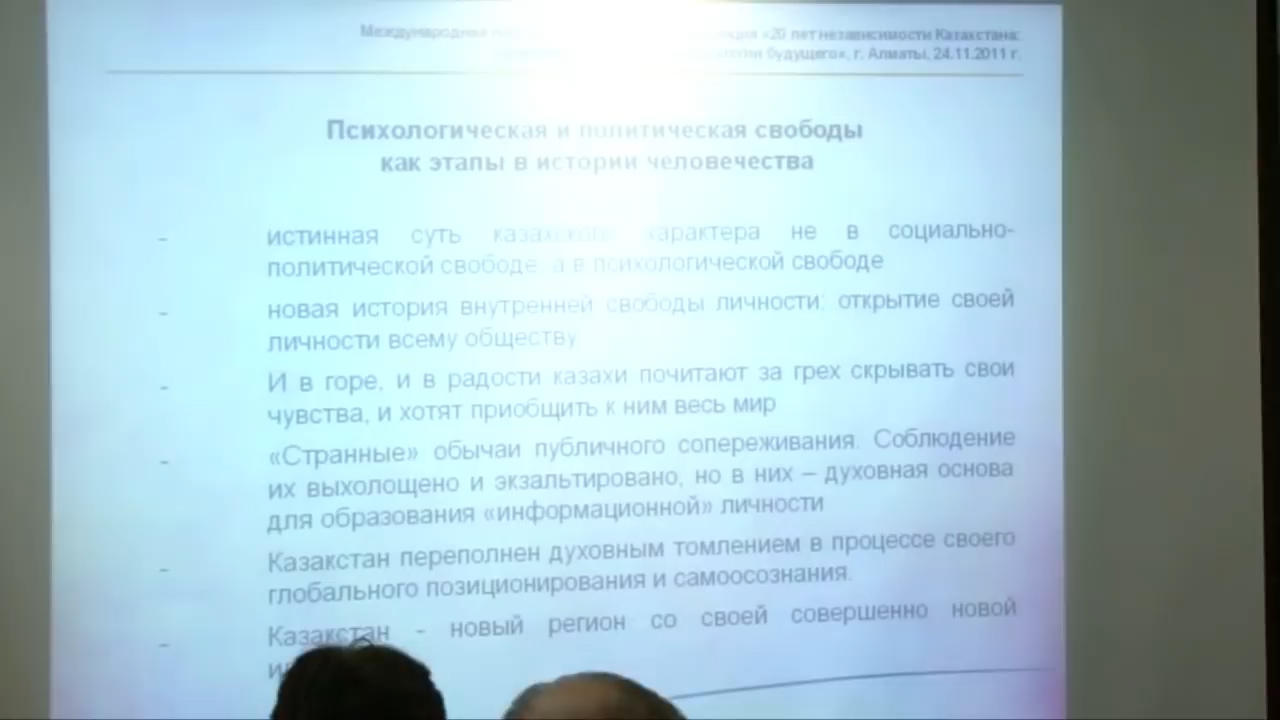 Международная «20 лет независимости Казахстана:
будущего», г. Алматы, 24.11.2011 г.
Психологическая и политическая свободы
как этапы в истории человечества
- истинная суть казахского характера не в социально-
политической свободе, а в психологической свободе
- новая история внутренней свободы личности: открытие своей
личности всему обществу
- И в горе, и в радости казахи почитают за грех скрывать свои
чувства, и хотят приобщить к ним весь мир
- «Странные» обычаи публичного сопереживания. Соблюдение
их выхолощено и экзальтировано, но в них – духовная основа
для образования «информационной» личности
- Казакстан переполнен духовным томлением в процессе своего
глобального позиционирования и самоосознания.
- Казакстан - новый регион со своей совершенно новой